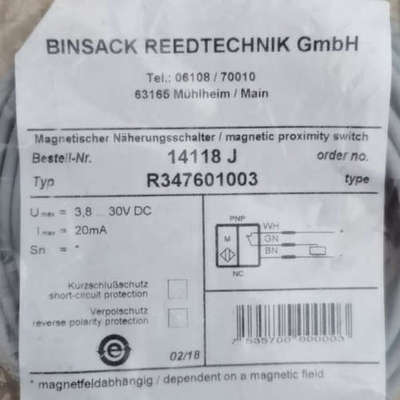 BINSACK REEDTECHNIK GmbH
Tel.: 06108 / 70010
63165 Mühlheim / Main
Magnetischer Näherungsschalter / magnetic proximity switch
Bestell-Nr. 14118 J order no.
Typ R347601003 type
U max = 3,8 ... 30V DC
I max = 20mA
Sn = *
PNP
M
NC
WH
GN
BN
Kurzschlußschutz
short-circuit protection
Verpolschutz
reverse polarity protection
e
02/18
* magnetfeldabhängig / dependent on a magnetic field